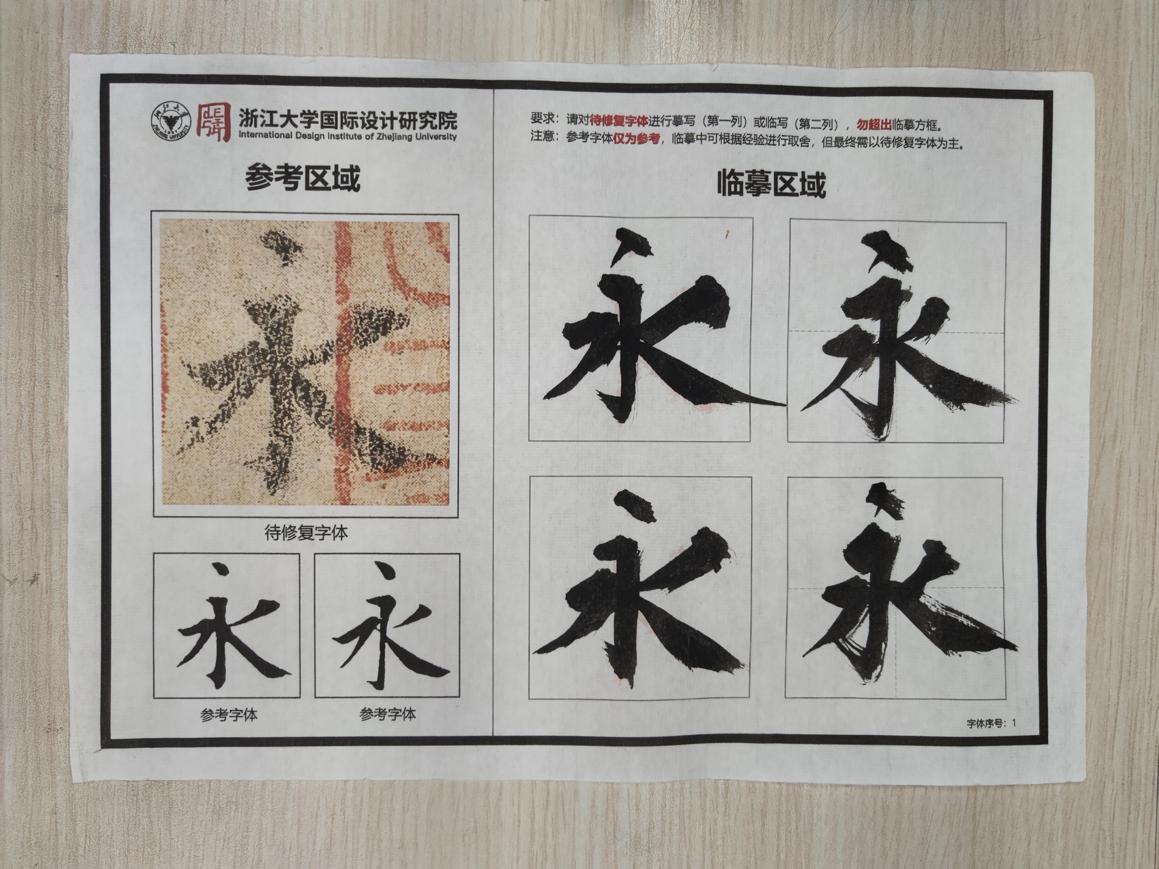 浙江大学国际设计研究院
International Design Institute of Zhejiang University
参考区域
永
待修复字体
永
永
参考字体
参考字体
要求：请对待修复字体进行摹写（第一列）或临写（第二列），勿超出临摹方框。
注意：参考字体仅为参考，临摹中可根据经验进行取舍，但最终需以待修复字体为主。
临摹区域
永
永
永
永
字体序号：1